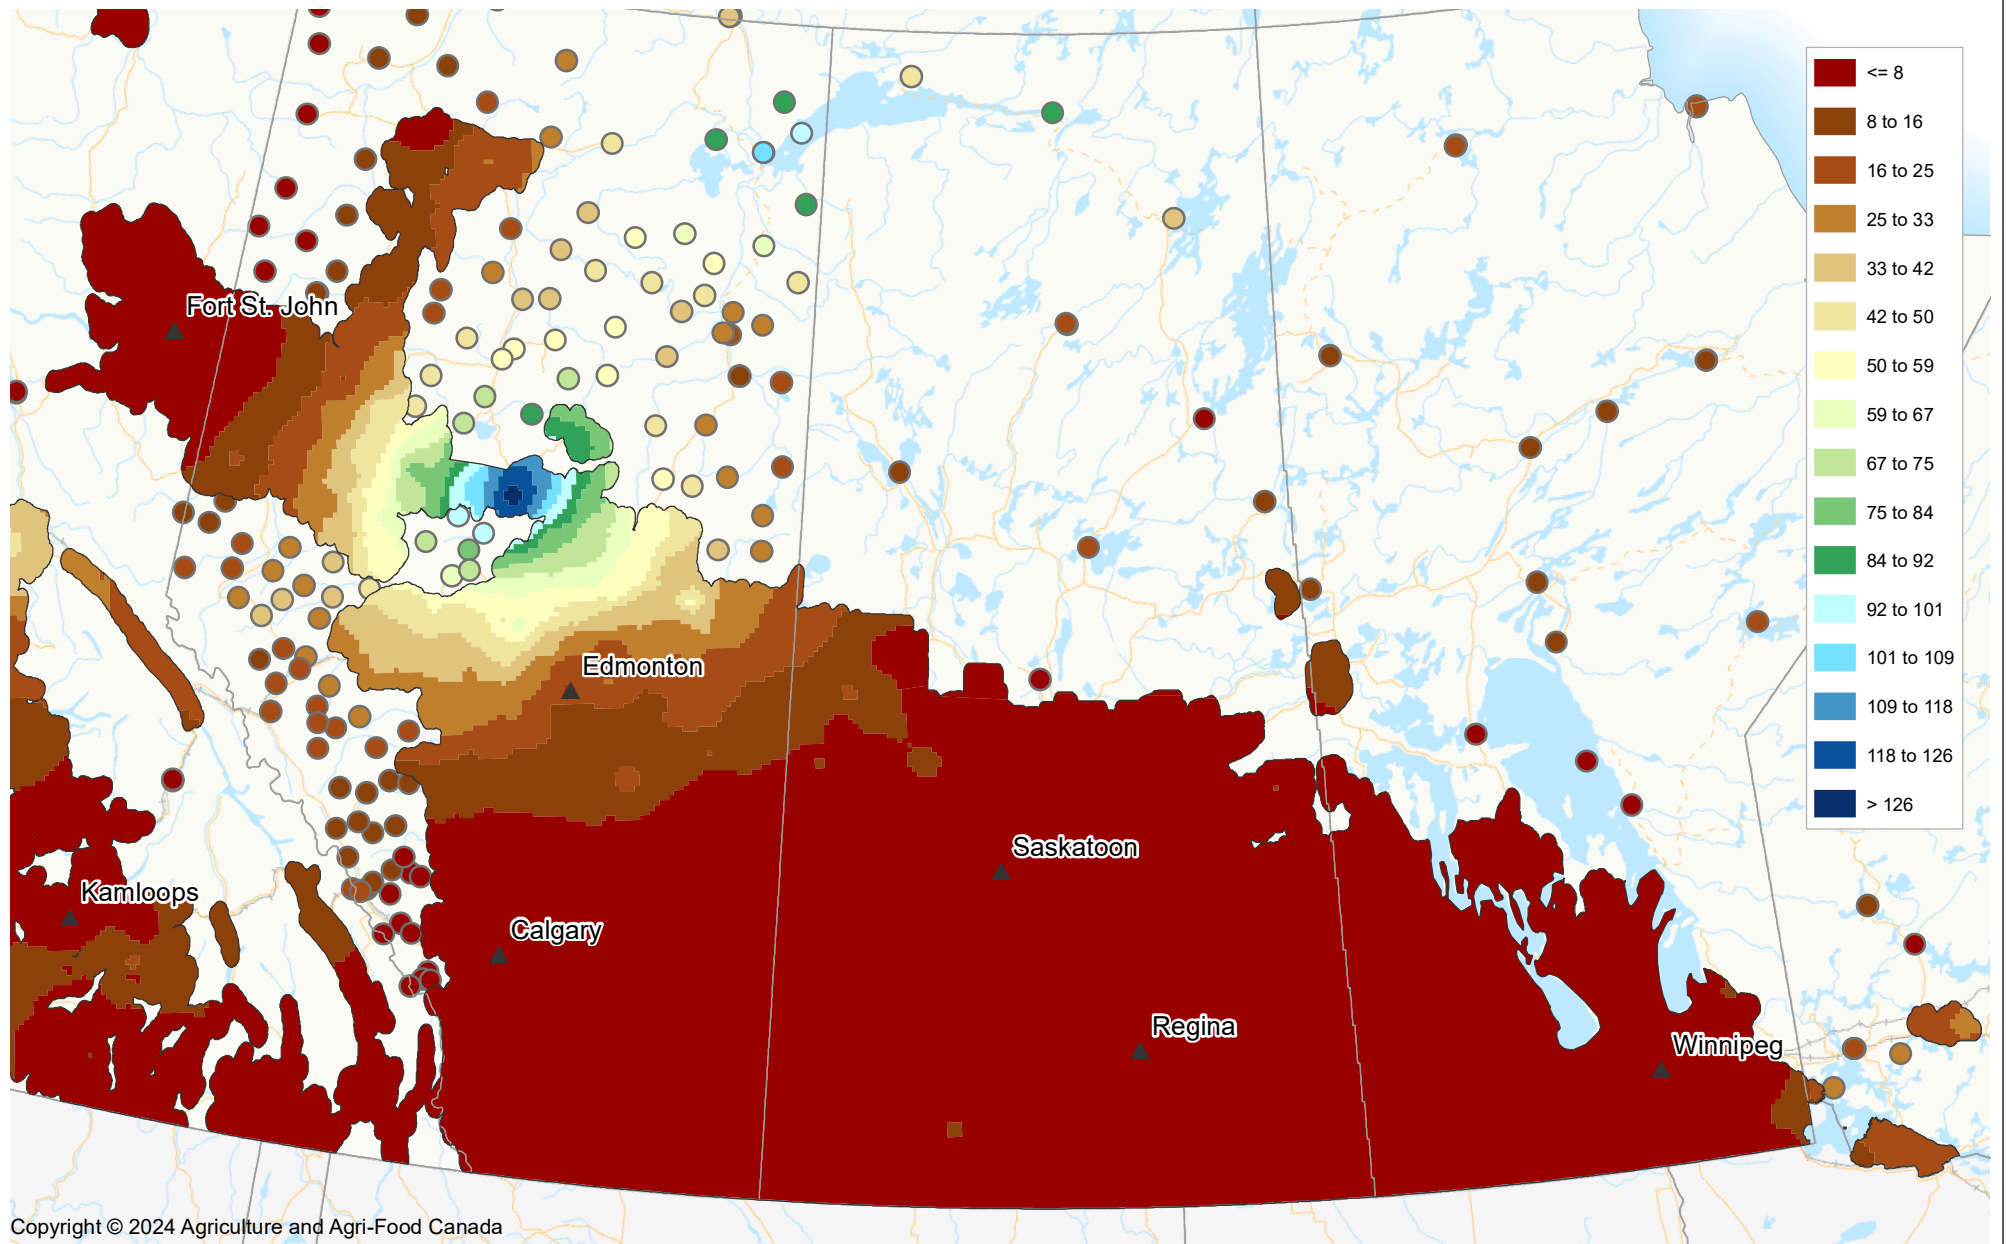 <= 8
8 to 16
16 to 25
25 to 33
33 to 42
42 to 50
50 to 59
59 to 67
67 to 75
75 to 84
84 to 92
92 to 101
101 to 109
109 to 118
118 to 126
> 126
Fort St. John
Edmonton
Saskatoon
Kamloops
Calgary
Regina
Winnipeg
Copyright © 2024 Agriculture and Agri-Food Canada